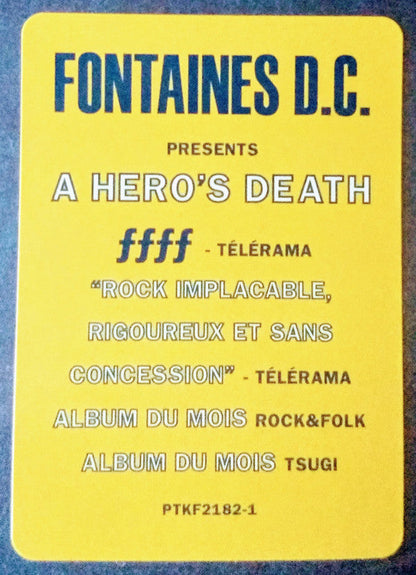 FONTAINES D.C.
PRESENTS
A HERO'S DEATH
ffff - TÉLÉRAMA
“ROCK IMPLACABLE,
RIGOUREUX ET SANS
CONCESSION” - TÉLÉRAMA
ALBUM DU MOIS ROCK&FOLK
ALBUM DU MOIS TSUGI
PTKF2182-1